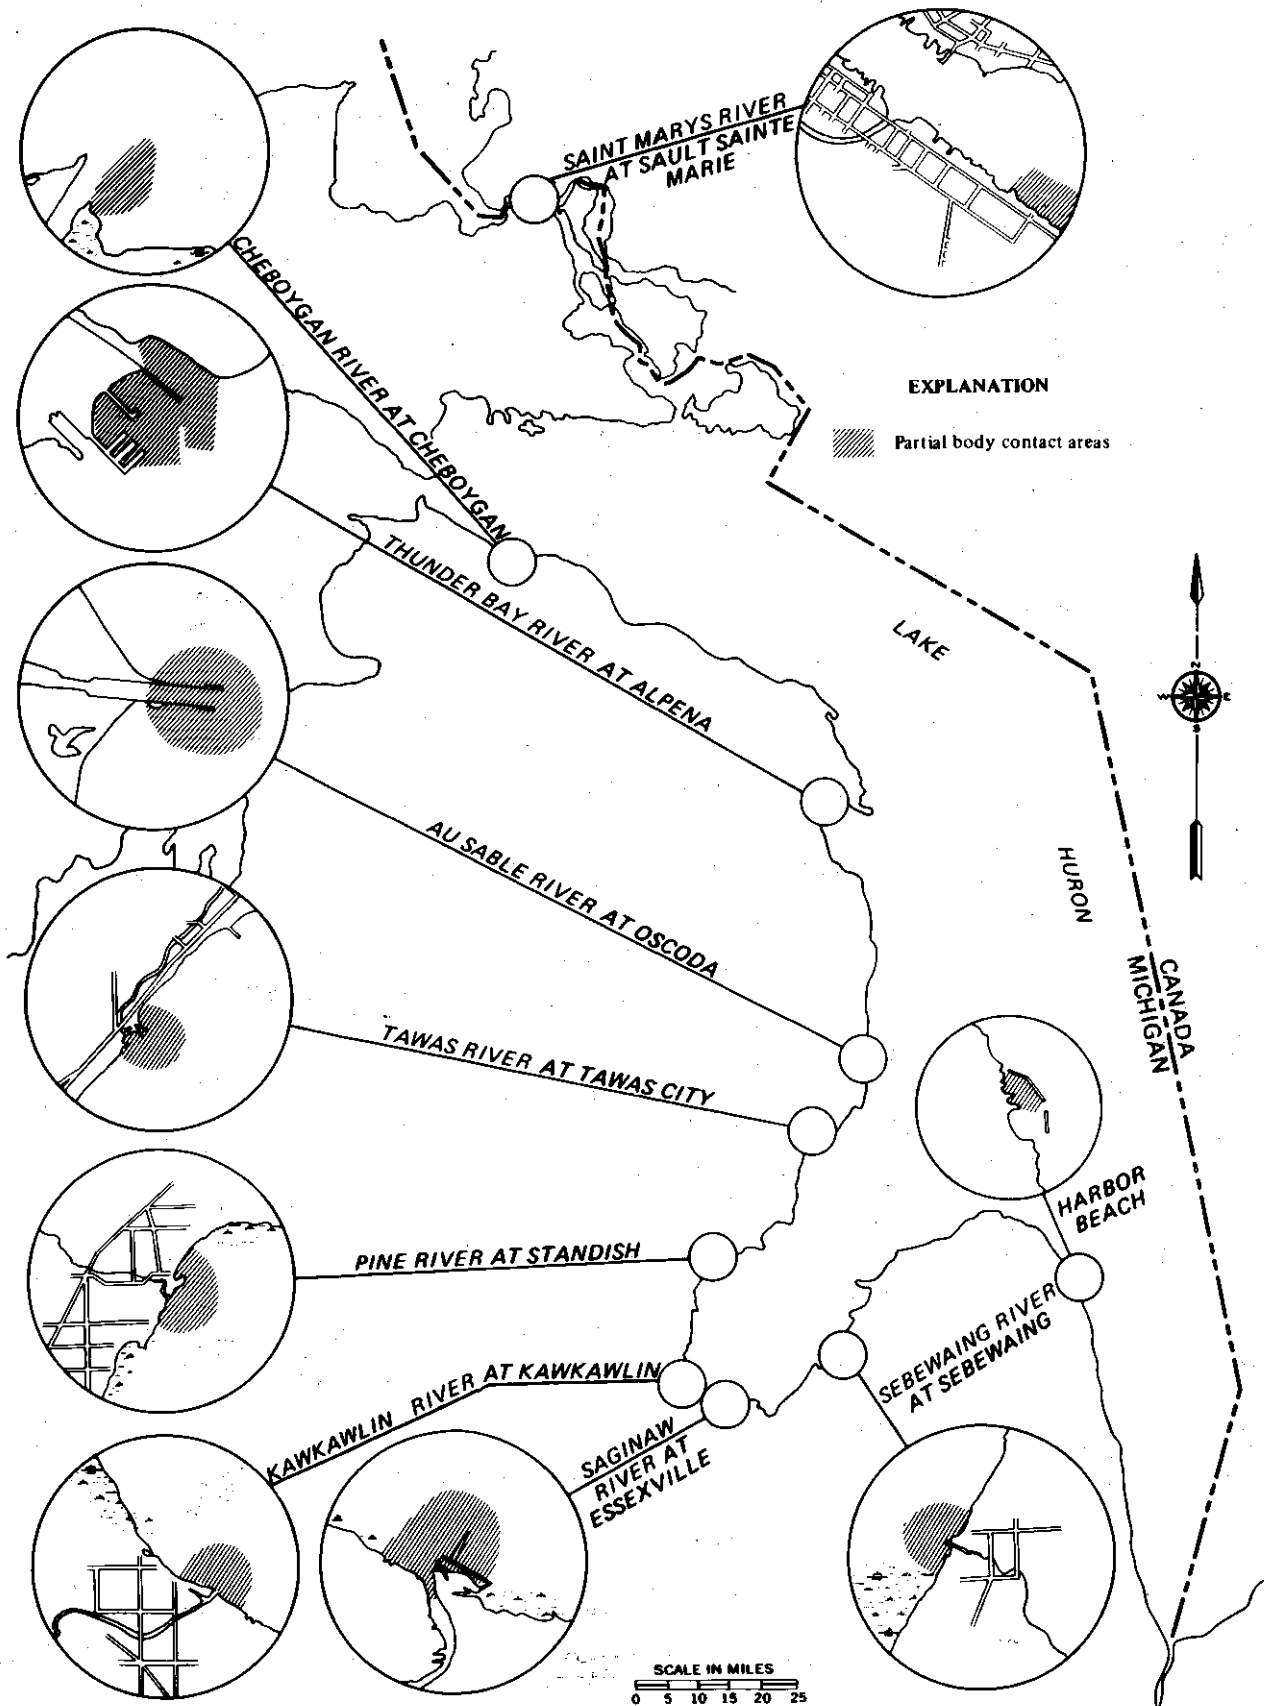 SAINT MARYS RIVER
AT SAULT SAINTE
MARIE
CHEBOYGAN RIVER AT CHEBOYGAN
EXPLANATION
Partial body contact areas
THUNDER BAY RIVER AT ALPENA
LAKE
HURON
N
W
E
S
AU SABLE RIVER AT OSCODA
CANADA
MICHIGAN
TAWAS RIVER AT TAWAS CITY
HARBOR
BEACH
PINE RIVER AT STANDISH
SEBEWAING RIVER
AT SEBEWAING
KAWKAWLIN RIVER AT KAWKAWLIN
SAGINAW
RIVER AT
ESSEXVILLE
SCALE IN MILES
0 5 10 15 20 25